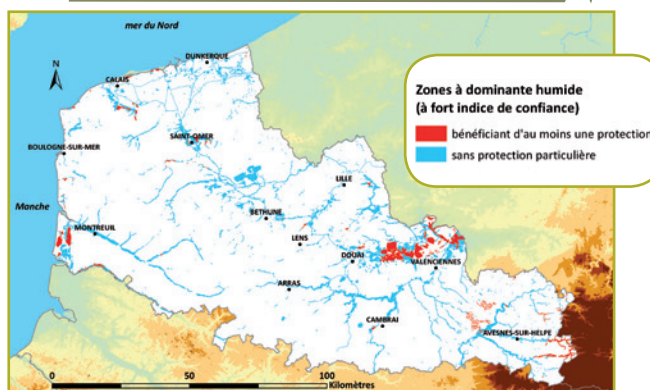 mer du Nord
DUNKERQUE
N
CALAIS
Zones à dominante humide
(à fort indice de confiance)
bénéficiant d'au moins une protection
sans protection particulière
SAINT-OMER
BOULOGNE-SUR-MER
LILLE
Manche
BETHUNE
MONTREUIL
LENS
DOUAI
VALENCIENNES
ARRAS
CAMBRAI
AVESNES-SUR-HELPE
0 50 100
Kilomètres